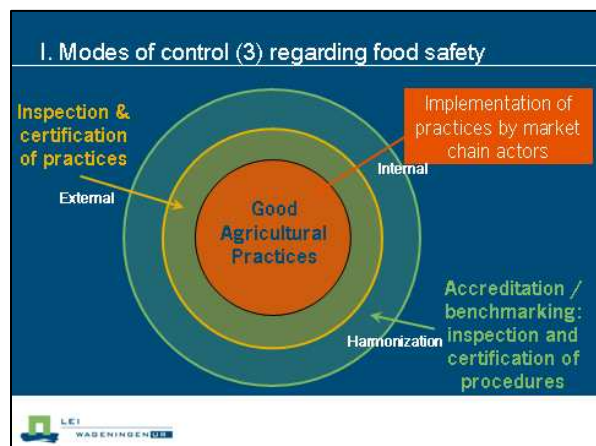 I. Modes of control (3) regarding food safety
Inspection &
certification
of practices
External
Implementation of
practices by market
chain actors
Internal
Good
Agricultural
Practices
Accreditation /
benchmarking:
inspection and
certification of
procedures
Harmonization
LEI
WAGENINGEN UR